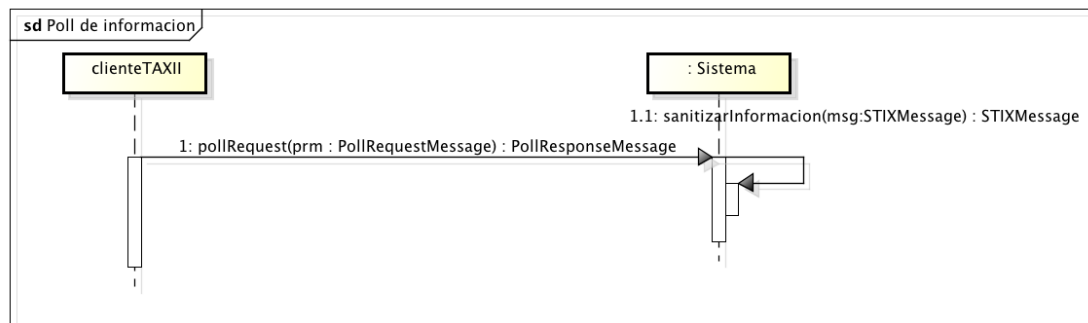 sd Poll de informacion
clienteTAXII
: Sistema
1.1: sanitizarInformacion(msg:STIXMessage) : STIXMessage
1: pollRequest(prm : PollRequestMessage) : PollResponseMessage